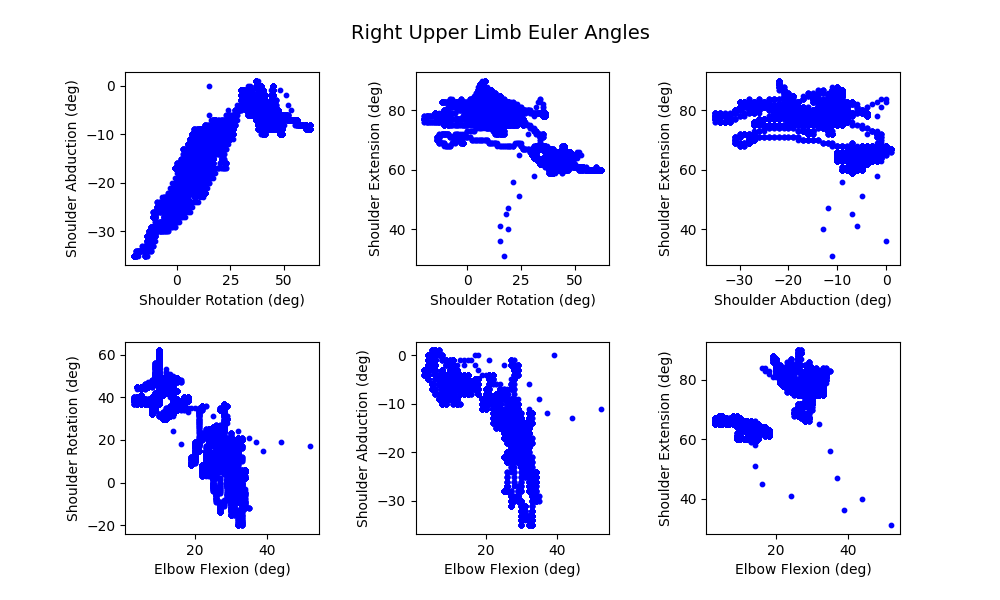 Right Upper Limb Euler Angles
Shoulder Abduction (deg)
0
−10
−20
−30
0 25 50
Shoulder Rotation (deg)
Shoulder Extension (deg)
80
60
40
0 25 50
Shoulder Rotation (deg)
Shoulder Extension (deg)
80
60
40
−30 −20 −10 0
Shoulder Abduction (deg)
Shoulder Rotation (deg)
60
40
20
0
−20
20 40
Elbow Flexion (deg)
Shoulder Abduction (deg)
0
−10
−20
−30
20 40
Elbow Flexion (deg)
Shoulder Extension (deg)
80
60
40
20 40
Elbow Flexion (deg)